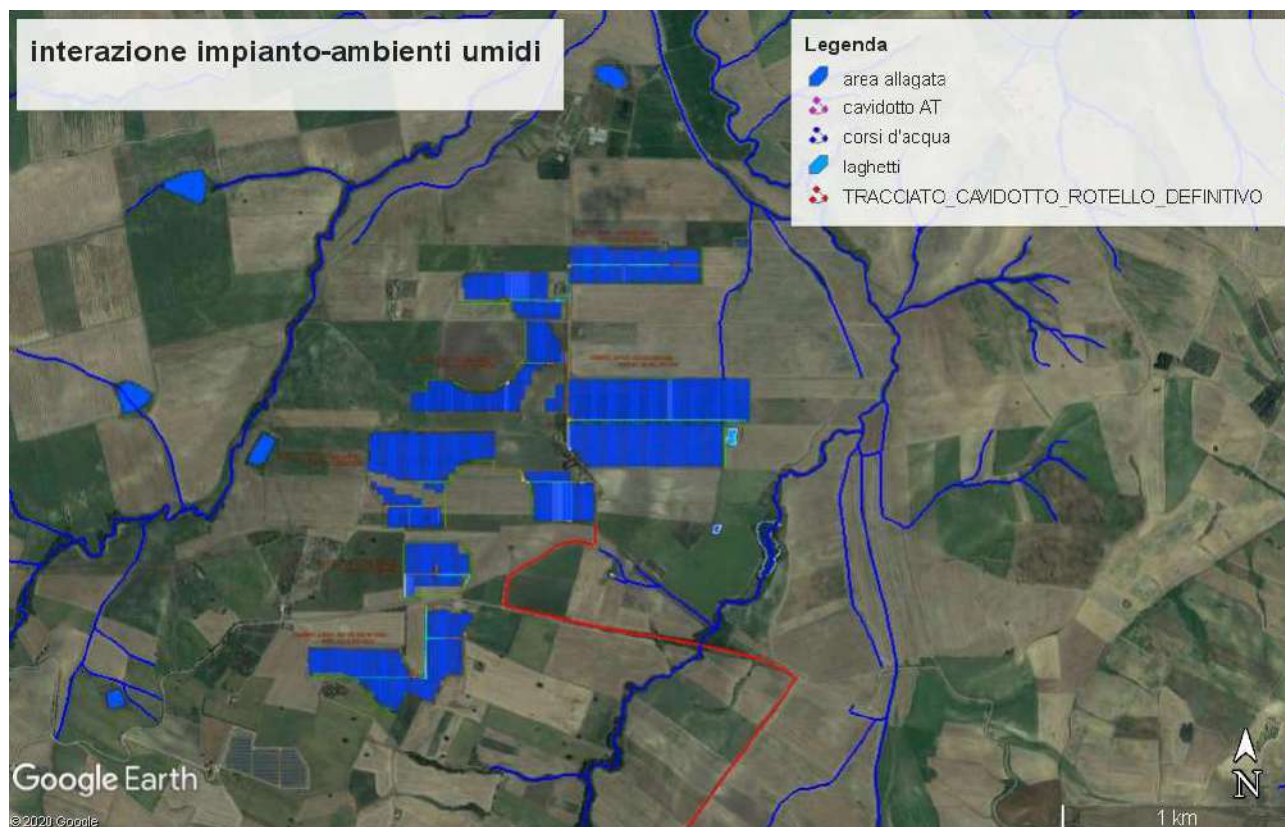 interazione impianto-ambienti umidi
Legenda
area allagata
cavidotto AT
corsi d'acqua
laghetti
TRACCIATO_CAVIDOTTO_ROTELLO_DEFINITIVO
Google Earth
N
© 2020 Google
1 km